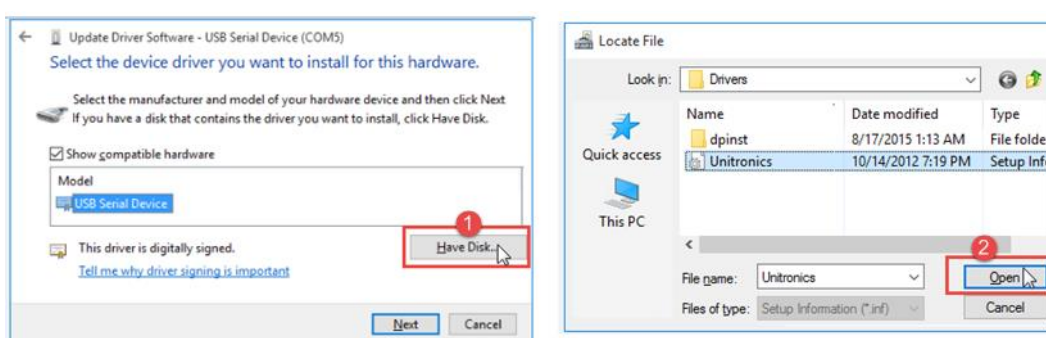 Update Driver Software - USB Serial Device (COM5)
Select the device driver you want to install for this hardware.
Select the manufacturer and model of your hardware device and then click Next
If you have a disk that contains the driver you want to install, click Have Disk.
Show compatible hardware
Model
USB Serial Device
1
This driver is digitally signed.
Have Disk...
Tell me why driver signing is important
Next Cancel
Locate File
Look in: Drivers
Name Date modified Type
dpinst 8/17/2015 1:13 AM File folde
Unitronics 10/14/2012 7:19 PM Setup Inf
Quick access
This PC
2
File name: Unitronics Open
Files of type: Setup Information (*.inf) Cancel